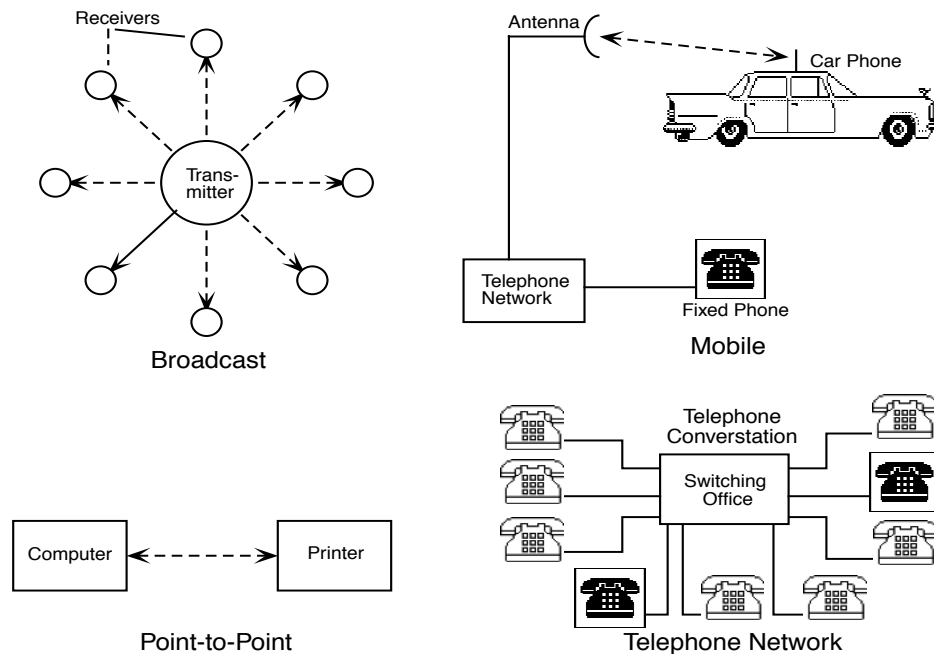 Receivers
Trans-
mitter
Broadcast
Antenna
Car Phone
Telephone
Network
Fixed Phone
Mobile
Computer
Printer
Point-to-Point
Telephone
Converstation
Switching
Office
Telephone Network